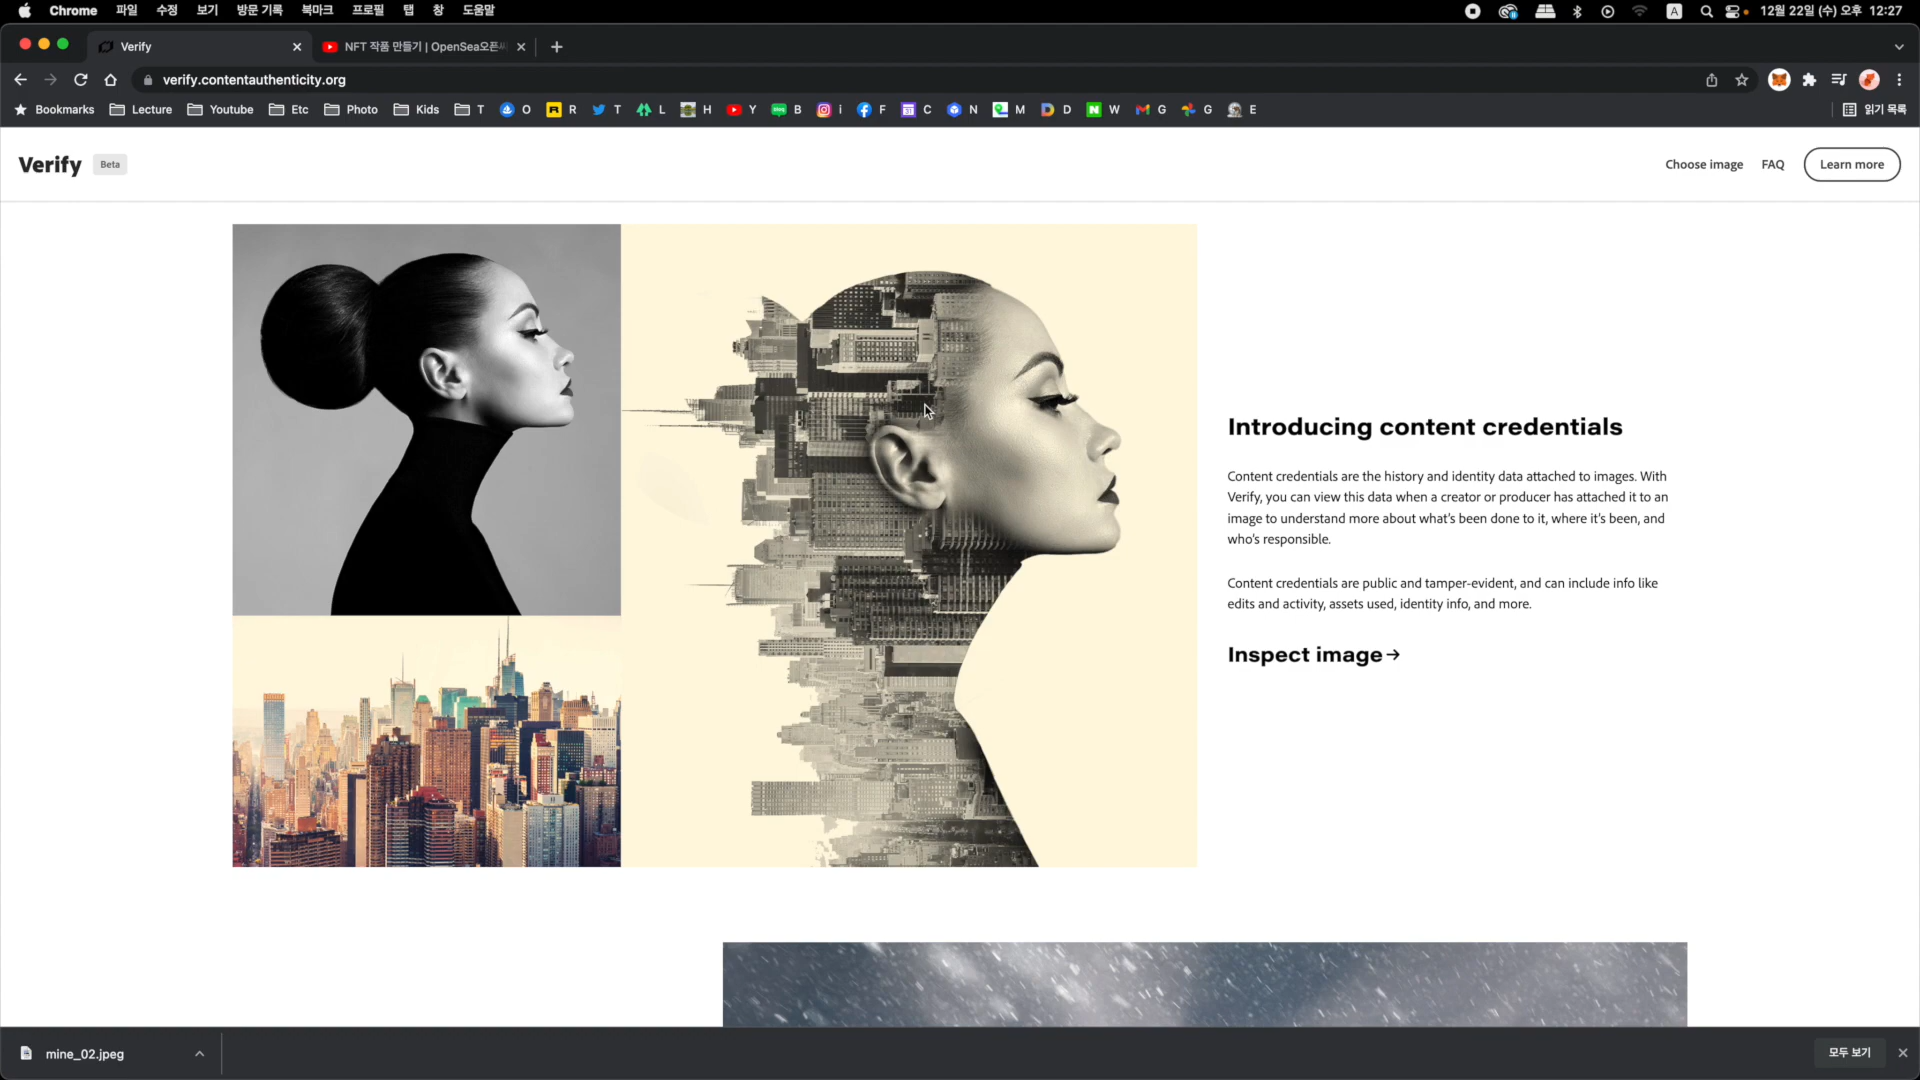 Chrome 파일 수정 보기 방문 기록 북마크 프로필 탭 창 도움말 A 12월 22일 (수) 오후 12:27
Verify NFT 작품 만들기 | OpenSea오픈씨
verify.contentauthenticity.org
Bookmarks Lecture Youtube Etc Photo Kids T O R T L H Y B i F C N M D W G G E 읽기 목록
Verify Beta Choose image FAQ Learn more
Introducing content credentials
Content credentials are the history and identity data attached to images. With
Verify, you can view this data when a creator or producer has attached it to an
image to understand more about what's been done to it, where it's been, and
who's responsible.
Content credentials are public and tamper-evident, and can include info like
edits and activity, assets used, identity info, and more.
Inspect image→
mine_02.jpeg 모두 보기